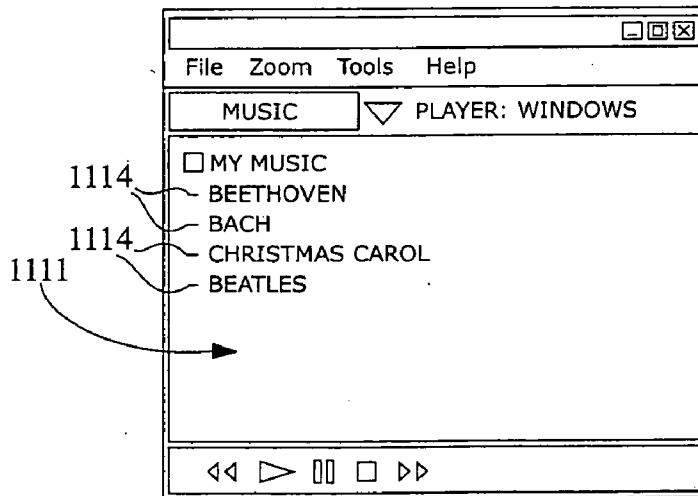 File Zoom Tools Help
MUSIC PLAYER: WINDOWS
MY MUSIC
1114 BEETHOVEN
BACH
1114 CHRISTMAS CAROL
1111 BEATLES